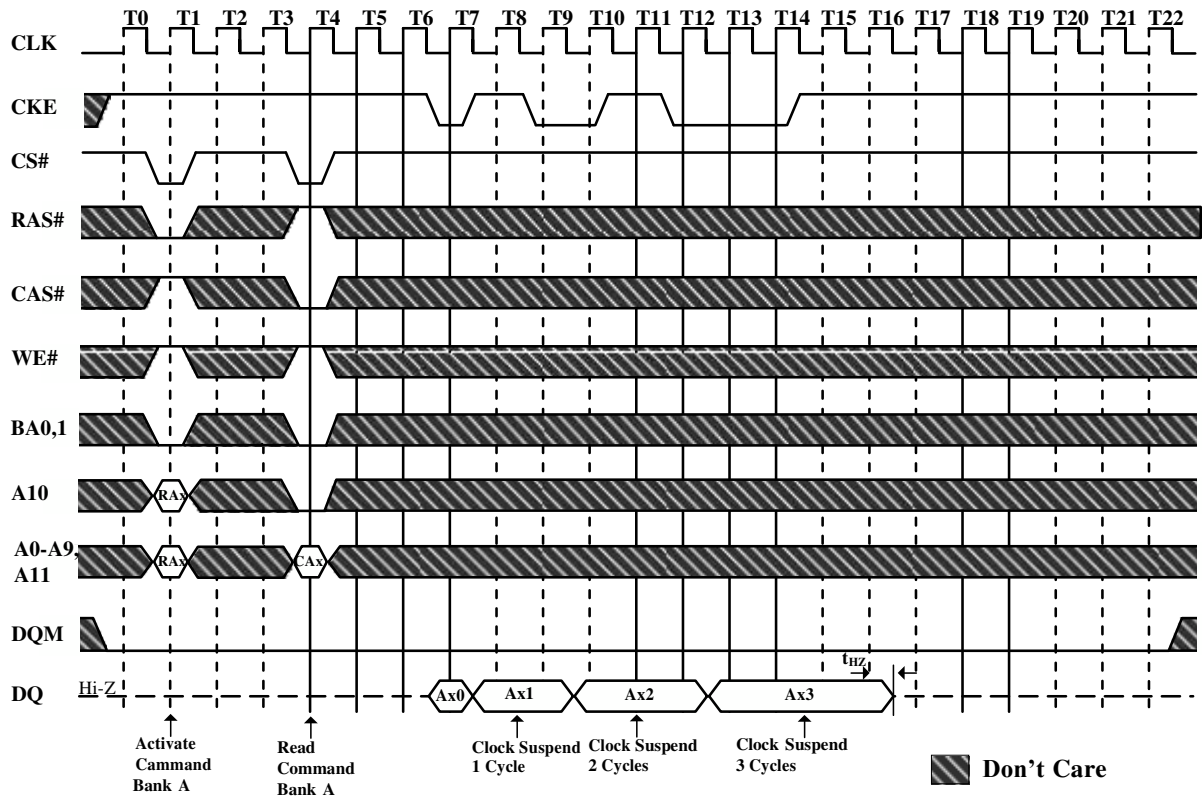 T0 T1 T2 T3 T4 T5 T6 T7 T8 T9 T10 T11 T12 T13 T14 T15 T16 T17 T18 T19 T20 T21 T22
CLK
CKE
CS#
RAS#
CAS#
WE#
BA0,1
A10 RAx
A0-A9,
A11 RAx CAx
DQM
tHZ
DQ Hi-Z Ax0 Ax1 Ax2 Ax3
Activate
Cammand
Bank A
Read
Command
Bank A
Clock Suspend
1 Cycle
Clock Suspend
2 Cycles
Clock Suspend
3 Cycles
Don't Care